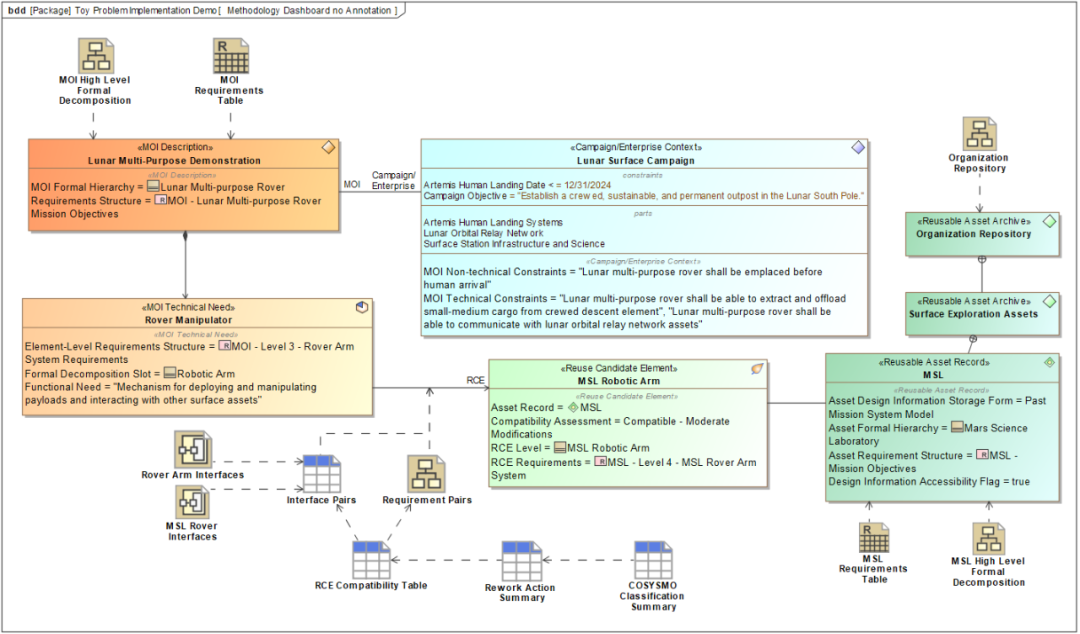 bdd [Package] Toy Problem Implementation Demo[ Methodology Dashboard no Annotation ]
MOI High Level
Formal
Decomposition
MOI
Requirements
Table
«MOI Description»
Lunar Multi-Purpose Demonstration
«MOI Description»
MOI Formal Hierarchy = Lunar Multi-purpose Rover
Requirements Structure = R MOI - Lunar Multi-purpose Rover
Mission Objectives
MOI
Campaign/
Enterprise
«Campaign/Enterprise Context»
Lunar Surface Campaign
constraints
Artemis Human Landing Date <= 12/31/2024
Campaign Objective = "Establish a crewed, sustainable, and permanent outpost in the Lunar South Pole."
parts
Artemis Human Landing Systems
Lunar Orbital Relay Network
Surface Station Infrastructure and Science
«Campaign/Enterprise Context»
MOI Non-technical Constraints = "Lunar multi-purpose rover shall be emplaced before
human arrival"
MOI Technical Constraints = "Lunar multi-purpose rover shall be able to extract and offload
small-medium cargo from crewed descent element", "Lunar multi-purpose rover shall be
able to communicate with lunar orbital relay network assets"
Organization
Repository
«Reusable Asset Archive»
Organization Repository
«Reusable Asset Archive»
Surface Exploration Assets
«MOI Technical Need»
Rover Manipulator
«MOI Technical Need»
Element-Level Requirements Structure = R MOI - Level 3 - Rover Arm
System Requirements
Formal Decomposition Slot = Robotic Arm
Functional Need = "Mechanism for deploying and manipulating
payloads and interacting with other surface assets"
RCE
«Reuse Candidate Element»
MSL Robotic Arm
«Reuse Candidate Element»
Asset Record = MSL
Compatibility Assessment = Compatible - Moderate
Modifications
RCE Level = MSL Robotic Arm
RCE Requirements = R MSL - Level 4 - MSL Rover Arm
System
«Reusable Asset Record»
MSL
«Reusable Asset Record»
Asset Design Information Storage Form = Past
Mission System Model
Asset Formal Hierarchy = Mars Science
Laboratory
Asset Requirement Structure = R MSL -
Mission Objectives
Design Information Accessibility Flag = true
Rover Arm Interfaces
MSL Rover
Interfaces
Interface Pairs
Requirement Pairs
RCE Compatibility Table
Rework Action
Summary
COSYSMO
Classification
Summary
MSL
Requirements
Table
MSL High Level
Formal
Decomposition